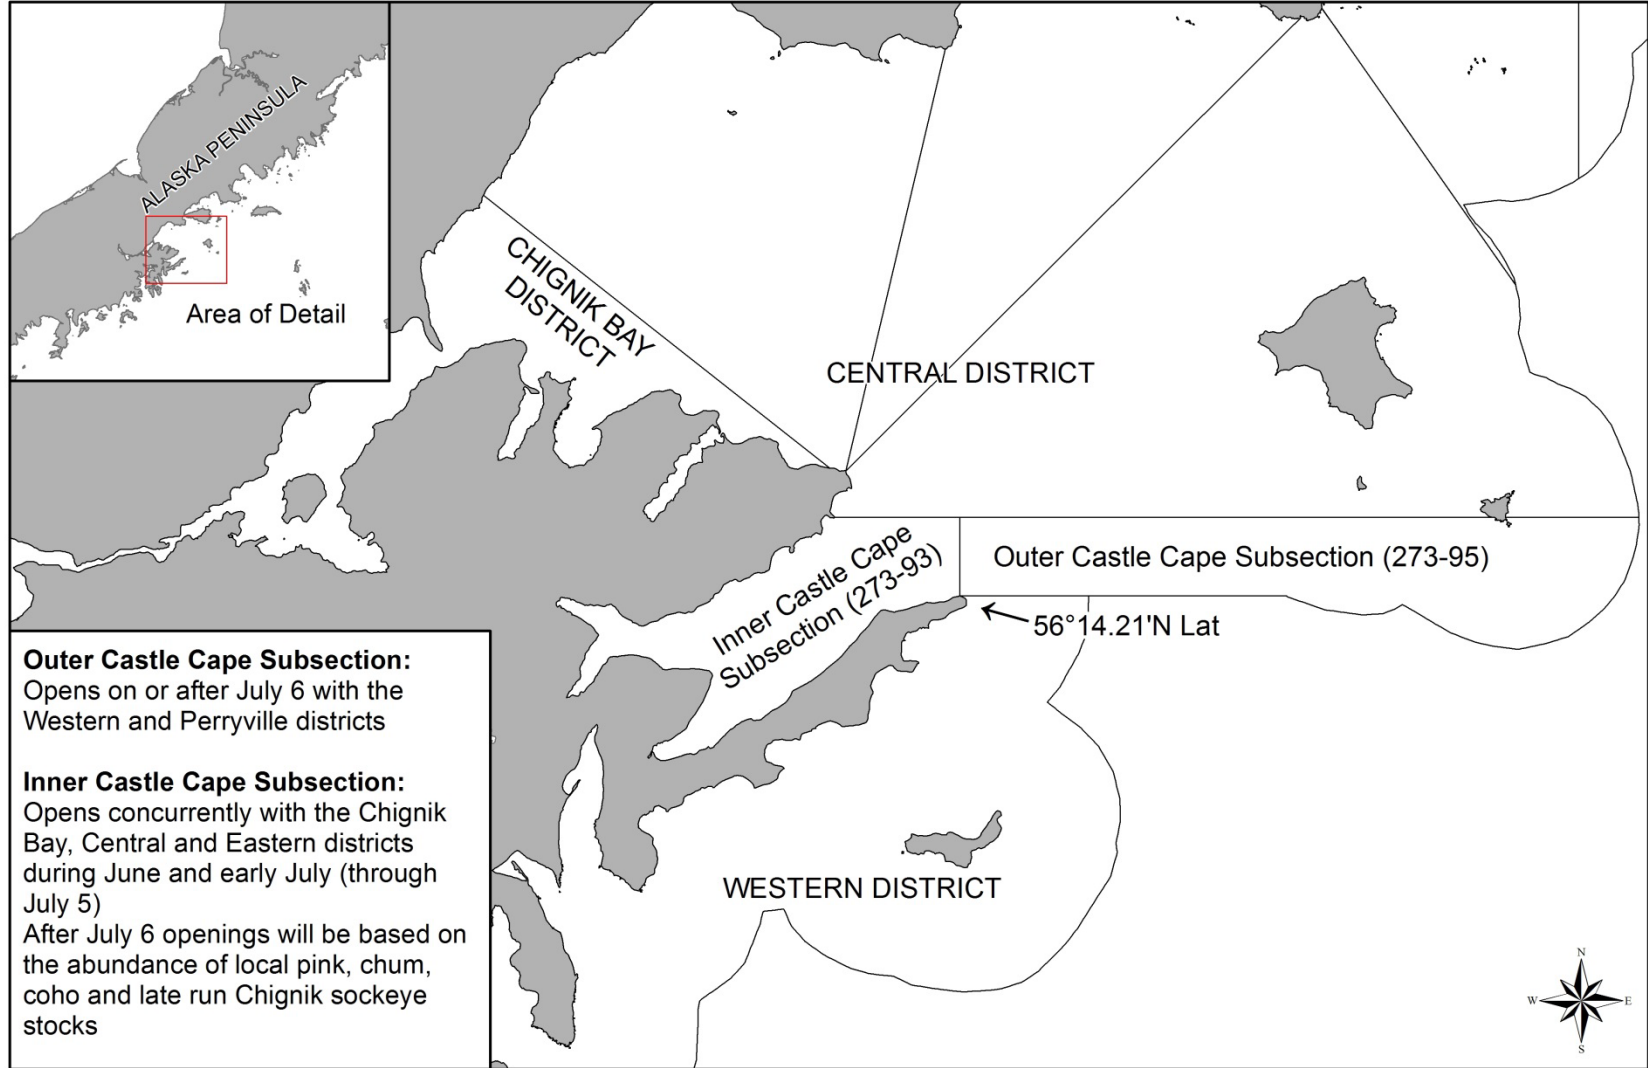 ALASKA PENINSULA
Area of Detail
CHIGNIK BAY
DISTRICT
CENTRAL DISTRICT
Inner Castle Cape
Subsection (273-93)
Outer Castle Cape Subsection (273-95)
56°14.21'N Lat
WESTERN DISTRICT
Outer Castle Cape Subsection:
Opens on or after July 6 with the
Western and Perryville districts
Inner Castle Cape Subsection:
Opens concurrently with the Chignik
Bay, Central and Eastern districts
during June and early July (through
July 5)
After July 6 openings will be based on
the abundance of local pink, chum,
coho and late run Chignik sockeye
stocks
N
W
E
S